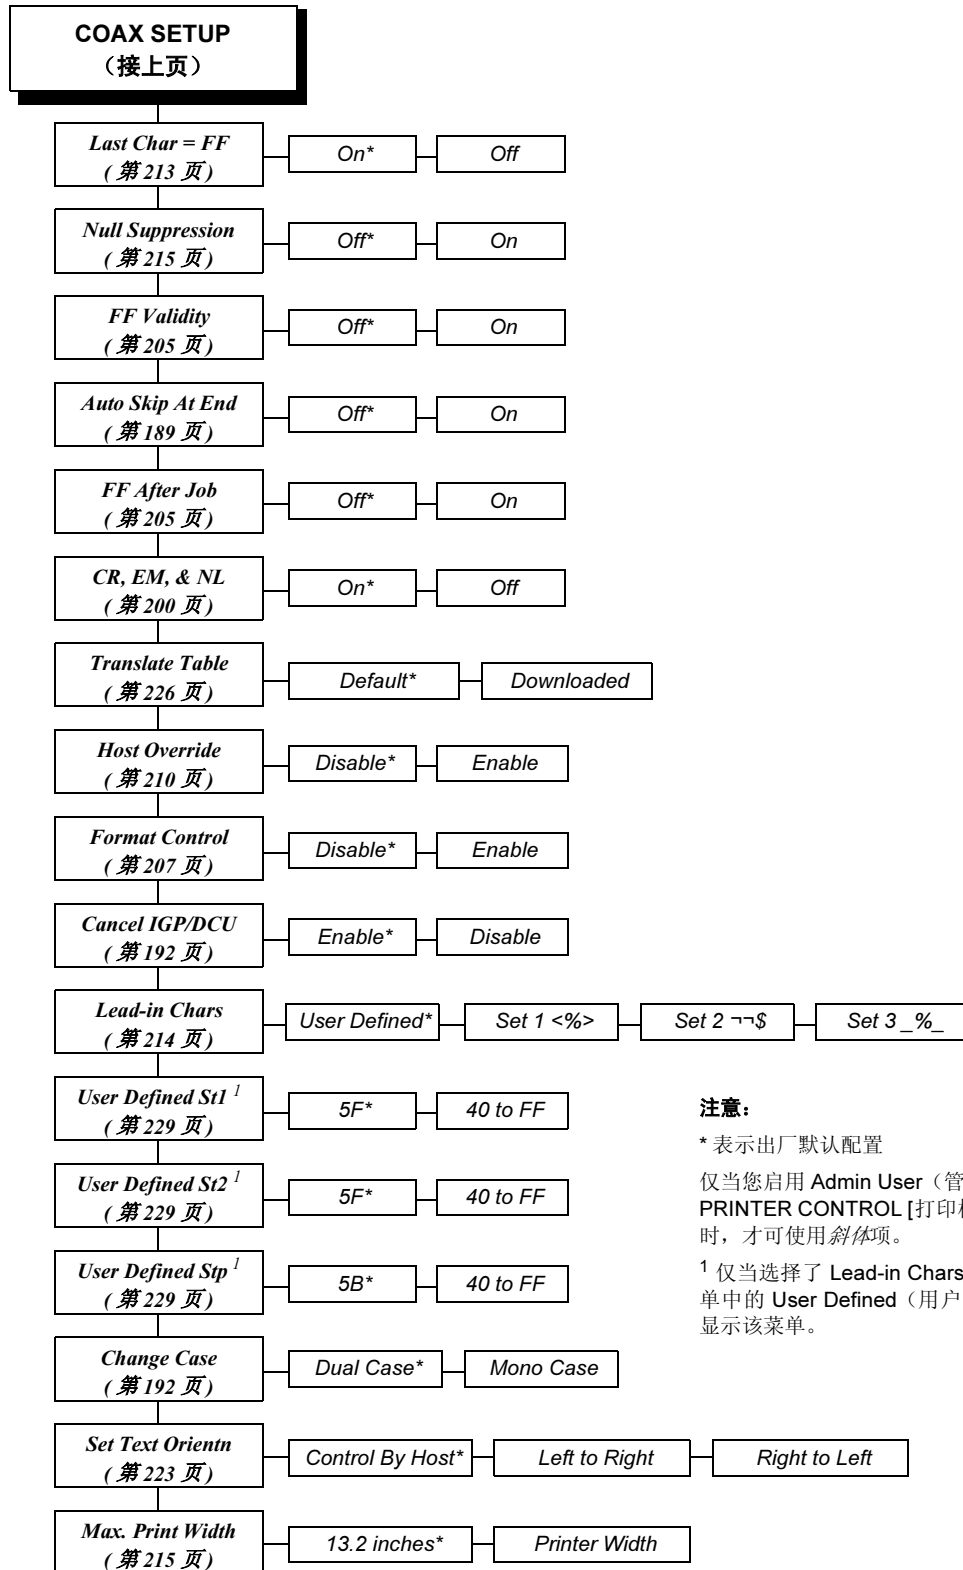 COAX SETUP
（接上页）
Last Char = FF
( 第 213 页 )
On*
Off
Null Suppression
( 第 215 页 )
Off*
On
FF Validity
( 第 205 页 )
Off*
On
Auto Skip At End
( 第 189 页 )
Off*
On
FF After Job
( 第 205 页 )
Off*
On
CR, EM, & NL
( 第 200 页 )
On*
Off
Translate Table
( 第 226 页 )
Default*
Downloaded
Host Override
( 第 210 页 )
Disable*
Enable
Format Control
( 第 207 页 )
Disable*
Enable
Cancel IGP/DCU
( 第 192 页 )
Enable*
Disable
Lead-in Chars
( 第 214 页 )
User Defined*
Set 1 <%>
Set 2 ¬¬$
Set 3 _%_
User Defined St1 1
( 第 229 页 )
5F*
40 to FF
User Defined St2 1
( 第 229 页 )
5F*
40 to FF
User Defined Stp 1
( 第 229 页 )
5B*
40 to FF
注意：
* 表示出厂默认配置
仅当您启用 Admin User（管
PRINTER CONTROL [打印机
时，才可使用斜体项。
1 仅当选择了 Lead-in Chars
单中的 User Defined（用户
显示该菜单。
Change Case
( 第 192 页 )
Dual Case*
Mono Case
Set Text Orientn
( 第 223 页 )
Control By Host*
Left to Right
Right to Left
Max. Print Width
( 第 215 页 )
13.2 inches*
Printer Width